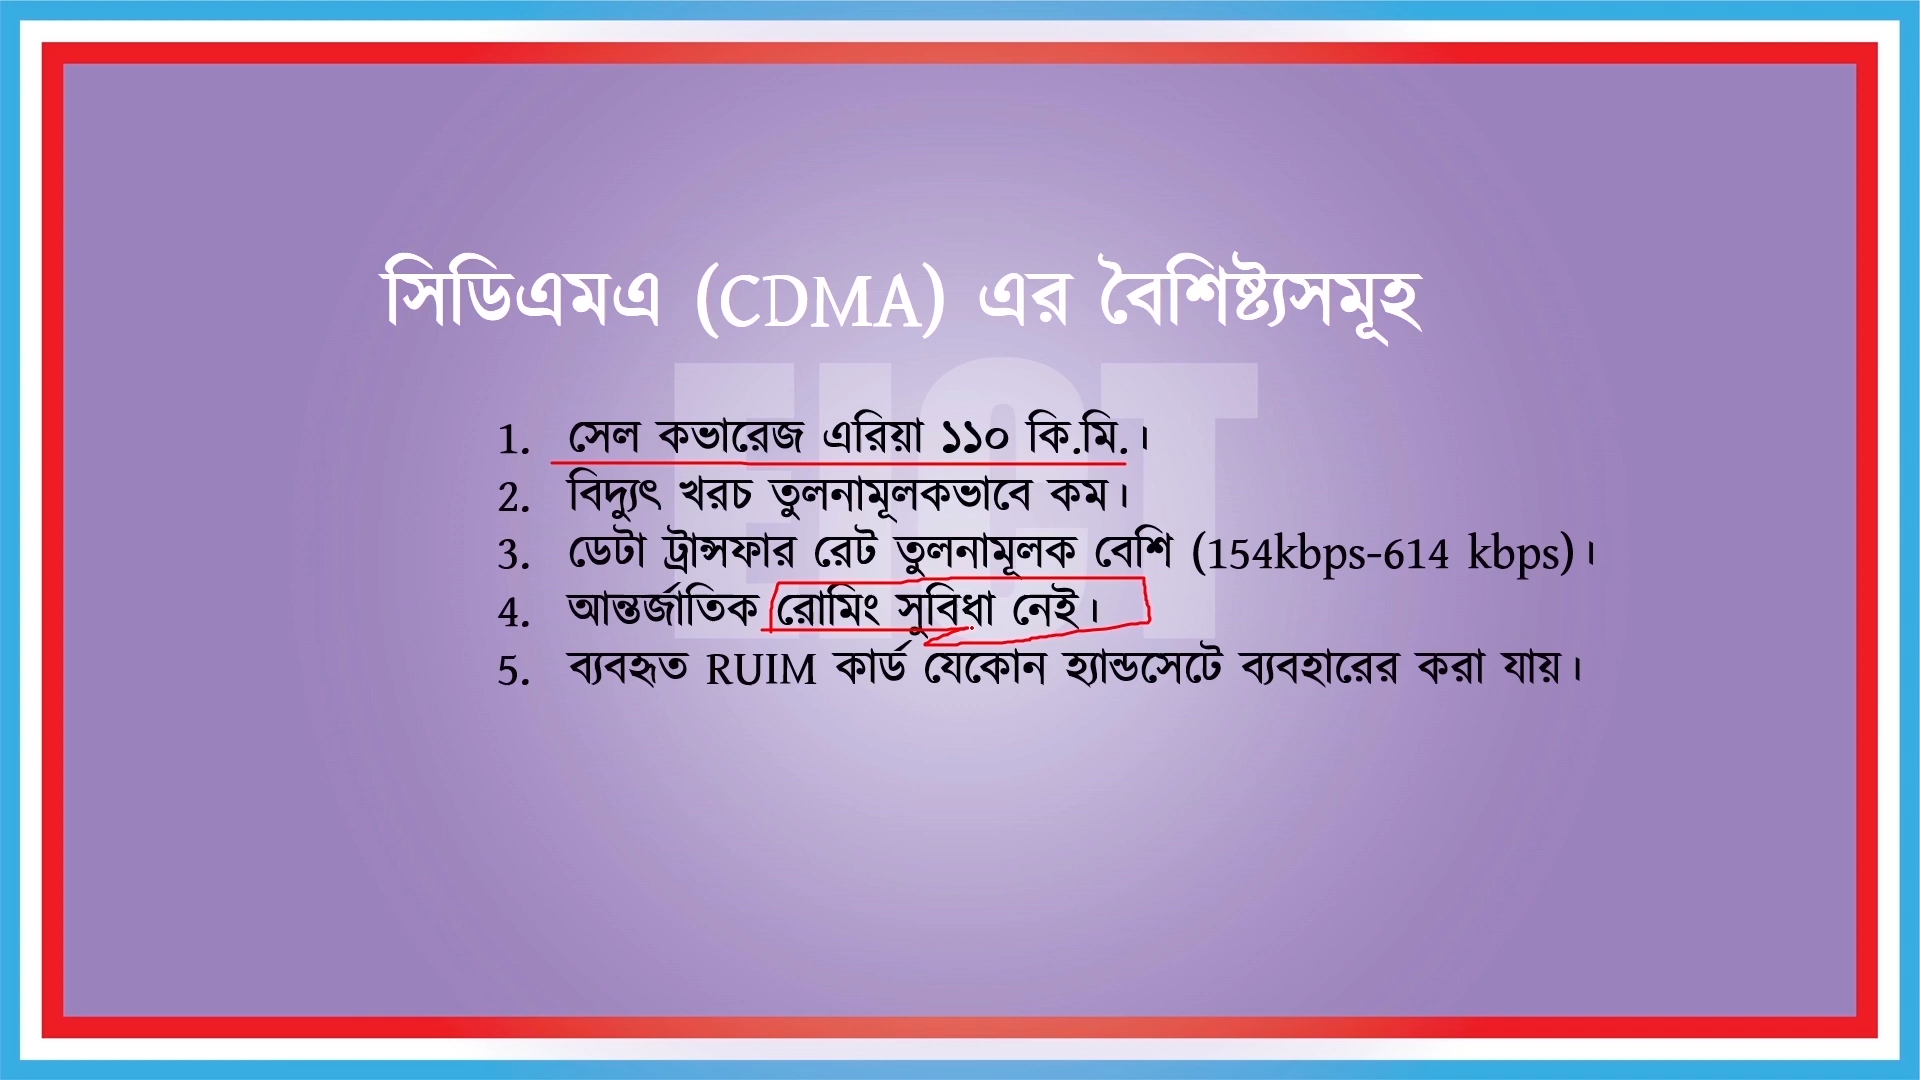 সিডিএমএ (CDMA) এর বৈশিষ্ট্যসমূহ
EICT
1. সেল কভারেজ এরিয়া ১১০ কি.মি.।
2. বিদ্যুৎ খরচ তুলনামূলকভাবে কম।
3. ডেটা ট্রান্সফার রেট তুলনামূলক বেশি (154kbps-614 kbps)।
4. আন্তর্জাতিক রোমিং সুবিধা নেই।
5. ব্যবহৃত RUIM কার্ড যেকোন হ্যান্ডসেটে ব্যবহারের করা যায়।